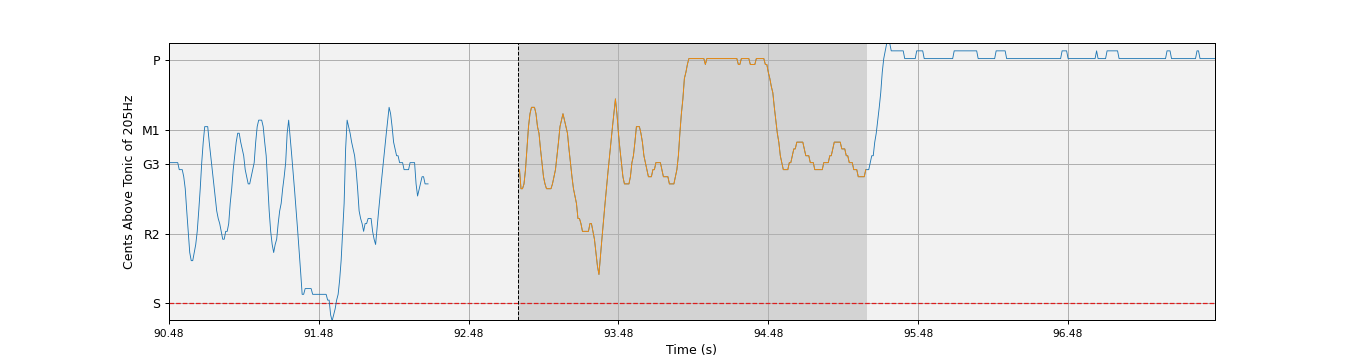 Cents Above Tonic of 205Hz
P
M1
G3
R2
S
90.48 91.48 92.48 93.48 94.48 95.48 96.48
Time (s)